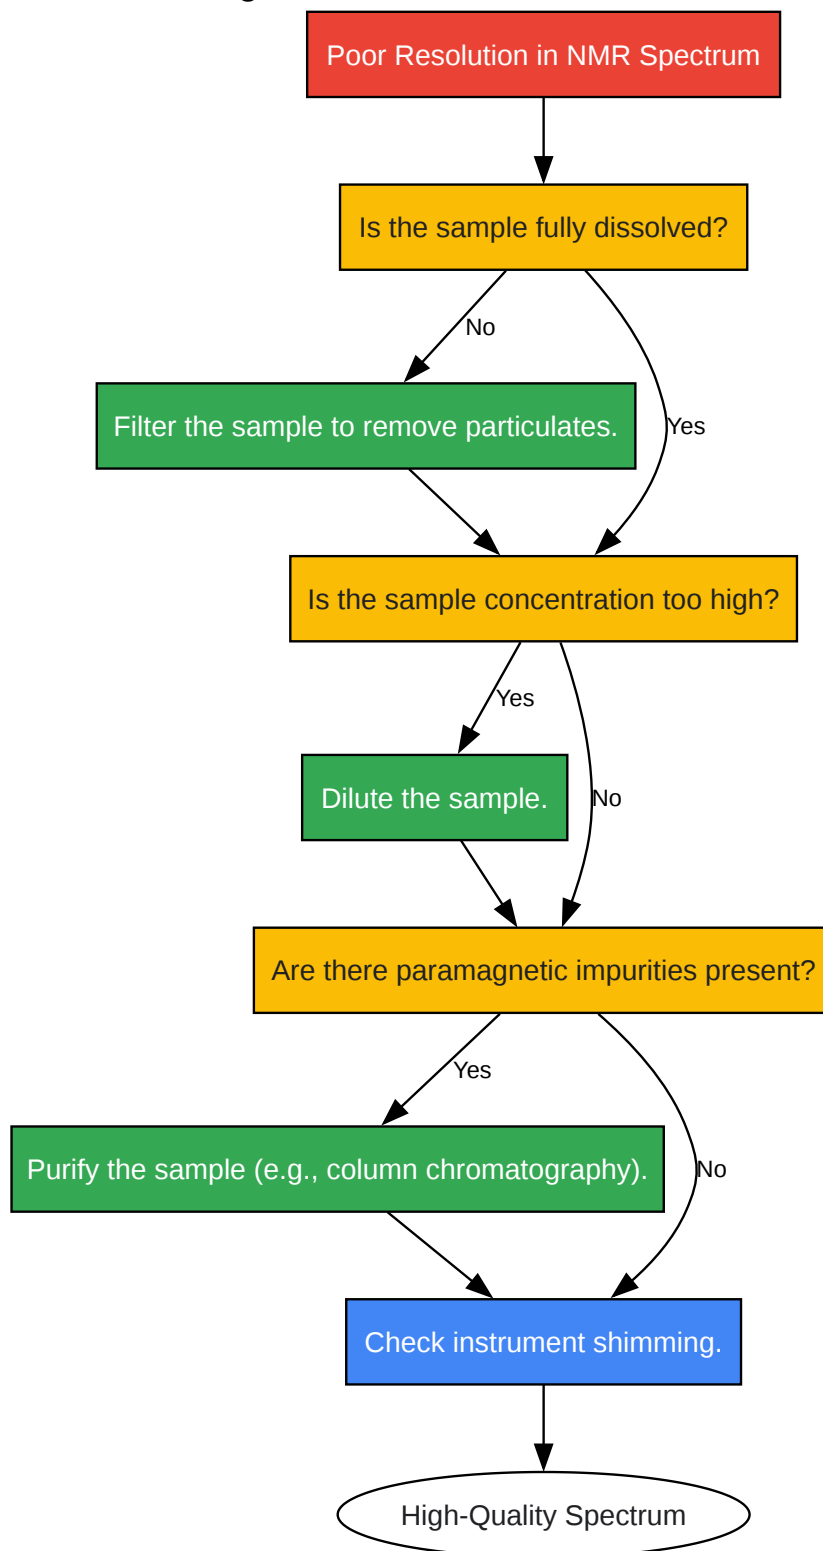 Poor Resolution in NMR Spectrum
Is the sample fully dissolved?
No
Filter the sample to remove particulates.
Yes
Is the sample concentration too high?
Yes
Dilute the sample.
No
Are there paramagnetic impurities present?
Yes
Purify the sample (e.g., column chromatography).
No
Check instrument shimming.
High-Quality Spectrum